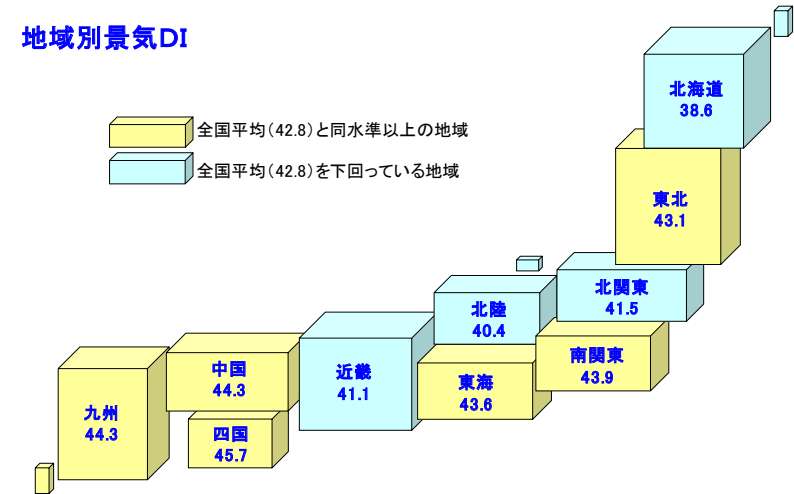 地域別景気DI
全国平均（42.8）と同水準以上の地域
全国平均（42.8）を下回っている地域
北海道
38.6
東北
43.1
北関東
41.5
北陸
40.4
南関東
43.9
東海
43.6
近畿
41.1
中国
44.3
四国
45.7
九州
44.3